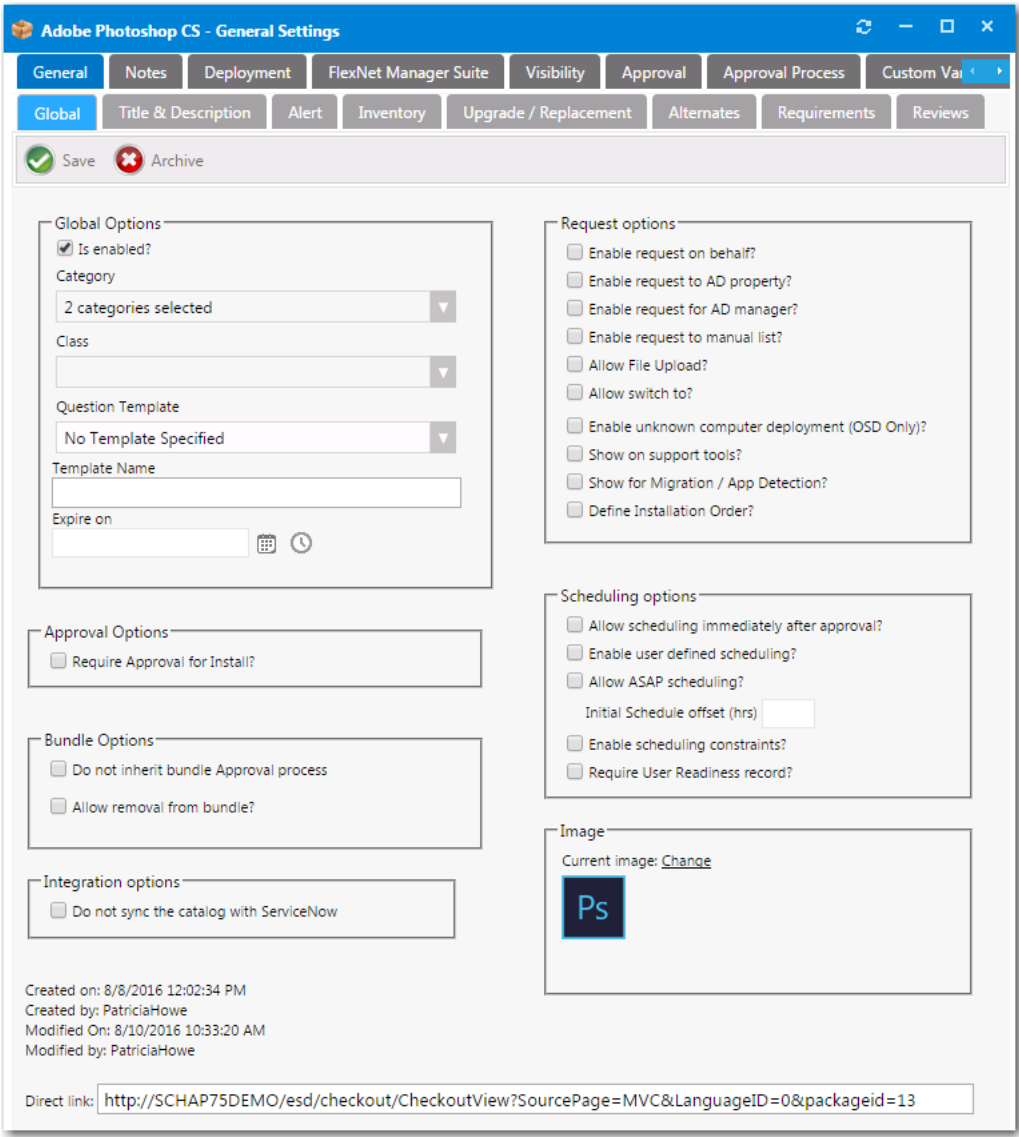 Adobe Photoshop CS - General Settings
General Notes Deployment FlexNet Manager Suite Visibility Approval Approval Process Custom Va
Global Title & Description Alert Inventory Upgrade / Replacement Alternates Requirements Reviews
Save Archive
Global Options
Is enabled?
Category
2 categories selected
Class
Question Template
No Template Specified
Template Name
Expire on
Approval Options
Require Approval for Install?
Bundle Options
Do not inherit bundle Approval process
Allow removal from bundle?
Integration options
Do not sync the catalog with ServiceNow
Request options
Enable request on behalf?
Enable request to AD property?
Enable request for AD manager?
Enable request to manual list?
Allow File Upload?
Allow switch to?
Enable unknown computer deployment (OSD Only)?
Show on support tools?
Show for Migration / App Detection?
Define Installation Order?
Scheduling options
Allow scheduling immediately after approval?
Enable user defined scheduling?
Allow ASAP scheduling?
Initial Schedule offset (hrs)
Enable scheduling constraints?
Require User Readiness record?
Image
Current image: Change
Ps
Created on: 8/8/2016 12:02:34 PM
Created by: PatriciaHowe
Modified On: 8/10/2016 10:33:20 AM
Modified by: PatriciaHowe
Direct link: http://SCHAP75DEMO/esd/checkout/CheckoutView?SourcePage=MVC&LanguageID=0&packageid=13